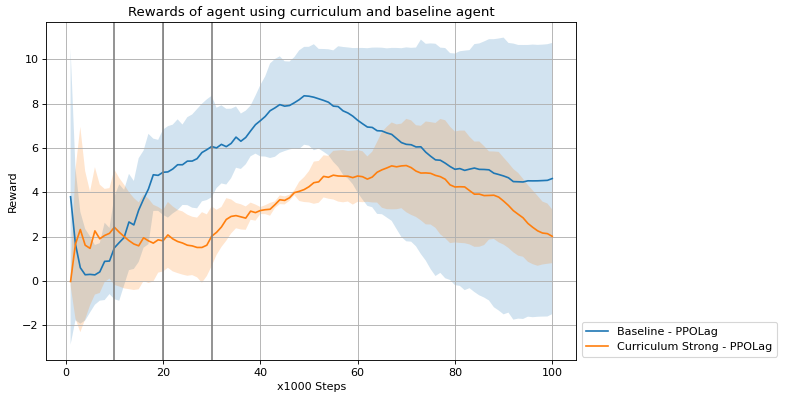 Rewards of agent using curriculum and baseline agent
Reward
10
8
6
4
2
0
−2
0 20 40 60 80 100
x1000 Steps
Baseline - PPOLag
Curriculum Strong - PPOLag